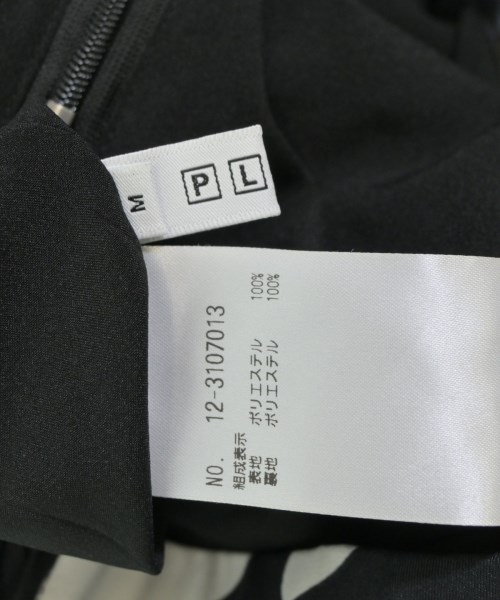 M
P L
NO. 12-3107013
組成表示
表地 ポリエステル 100%
裏地 ポリエステル 100%